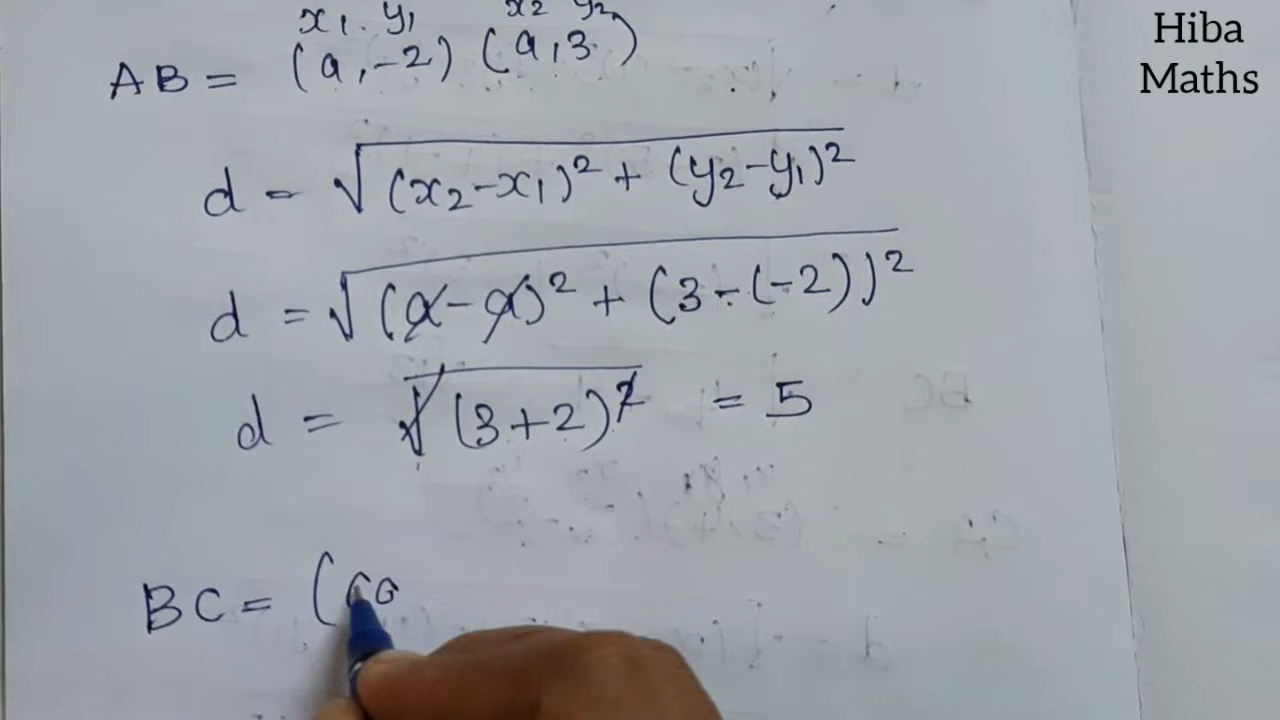 Hiba
Maths
x₁ . y₁ x₂ y₂
AB = (a, -2) (a, 3)
d = √(x₂-x₁)² + (y₂-y₁)²
d = √(a-a)² + (3-(-2))²
d = √(3+2)² = 5
BC = (